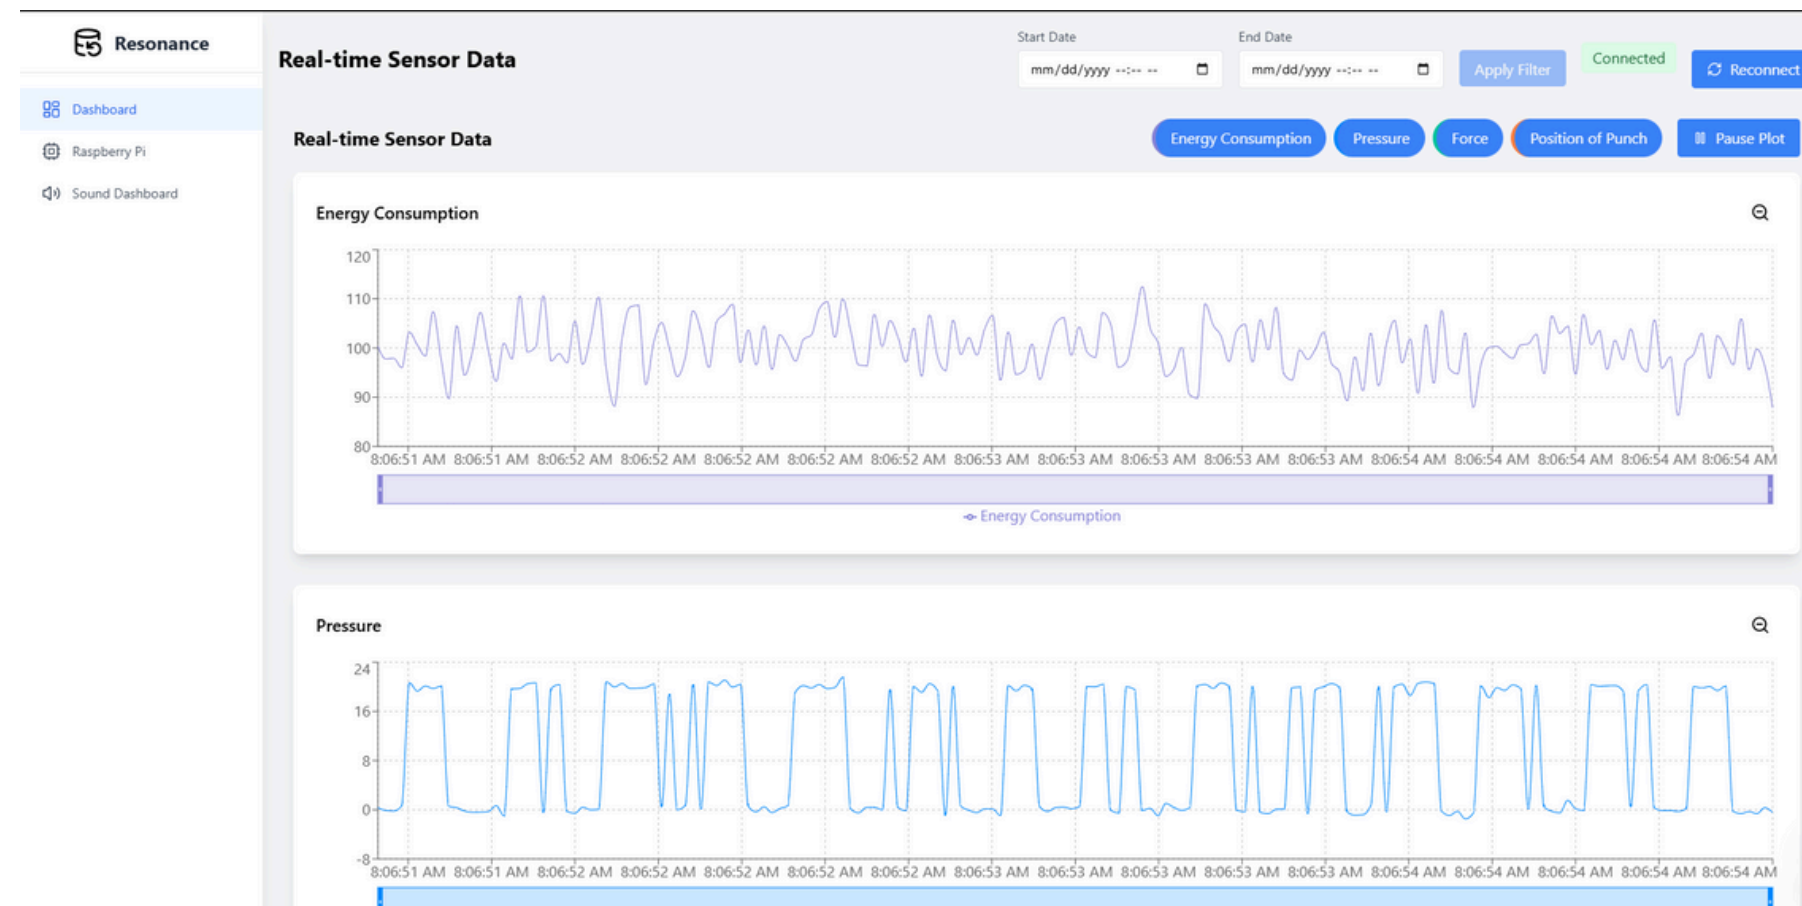 Resonance
Dashboard
Raspberry Pi
Sound Dashboard
Real-time Sensor Data
Start Date
mm/dd/yyyy --:-- --
End Date
mm/dd/yyyy --:-- --
Apply Filter
Connected
Reconnect
Real-time Sensor Data
Energy Consumption
Pressure
Force
Position of Punch
Pause Plot
Energy Consumption
120
110
100
90
80
8:06:51 AM 8:06:51 AM 8:06:52 AM 8:06:52 AM 8:06:52 AM 8:06:52 AM 8:06:52 AM 8:06:53 AM 8:06:53 AM 8:06:53 AM 8:06:53 AM 8:06:53 AM 8:06:54 AM 8:06:54 AM 8:06:54 AM 8:06:54 AM 8:06:54 AM
Energy Consumption
Pressure
24
16
8
0
-8
8:06:51 AM 8:06:51 AM 8:06:52 AM 8:06:52 AM 8:06:52 AM 8:06:52 AM 8:06:52 AM 8:06:53 AM 8:06:53 AM 8:06:53 AM 8:06:53 AM 8:06:53 AM 8:06:54 AM 8:06:54 AM 8:06:54 AM 8:06:54 AM 8:06:54 AM